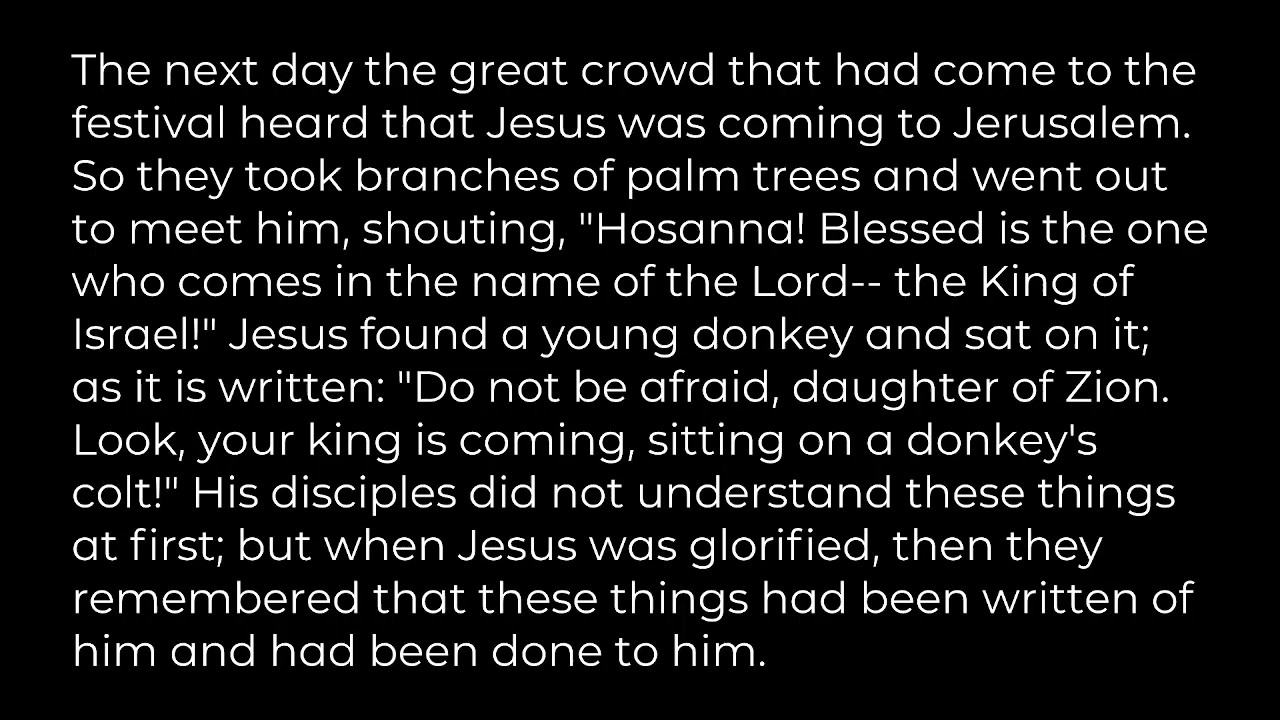 The next day the great crowd that had come to the
festival heard that Jesus was coming to Jerusalem.
So they took branches of palm trees and went out
to meet him, shouting, "Hosanna! Blessed is the one
who comes in the name of the Lord-- the King of
Israel!" Jesus found a young donkey and sat on it;
as it is written: "Do not be afraid, daughter of Zion.
Look, your king is coming, sitting on a donkey's
colt!" His disciples did not understand these things
at first; but when Jesus was glorified, then they
remembered that these things had been written of
him and had been done to him.